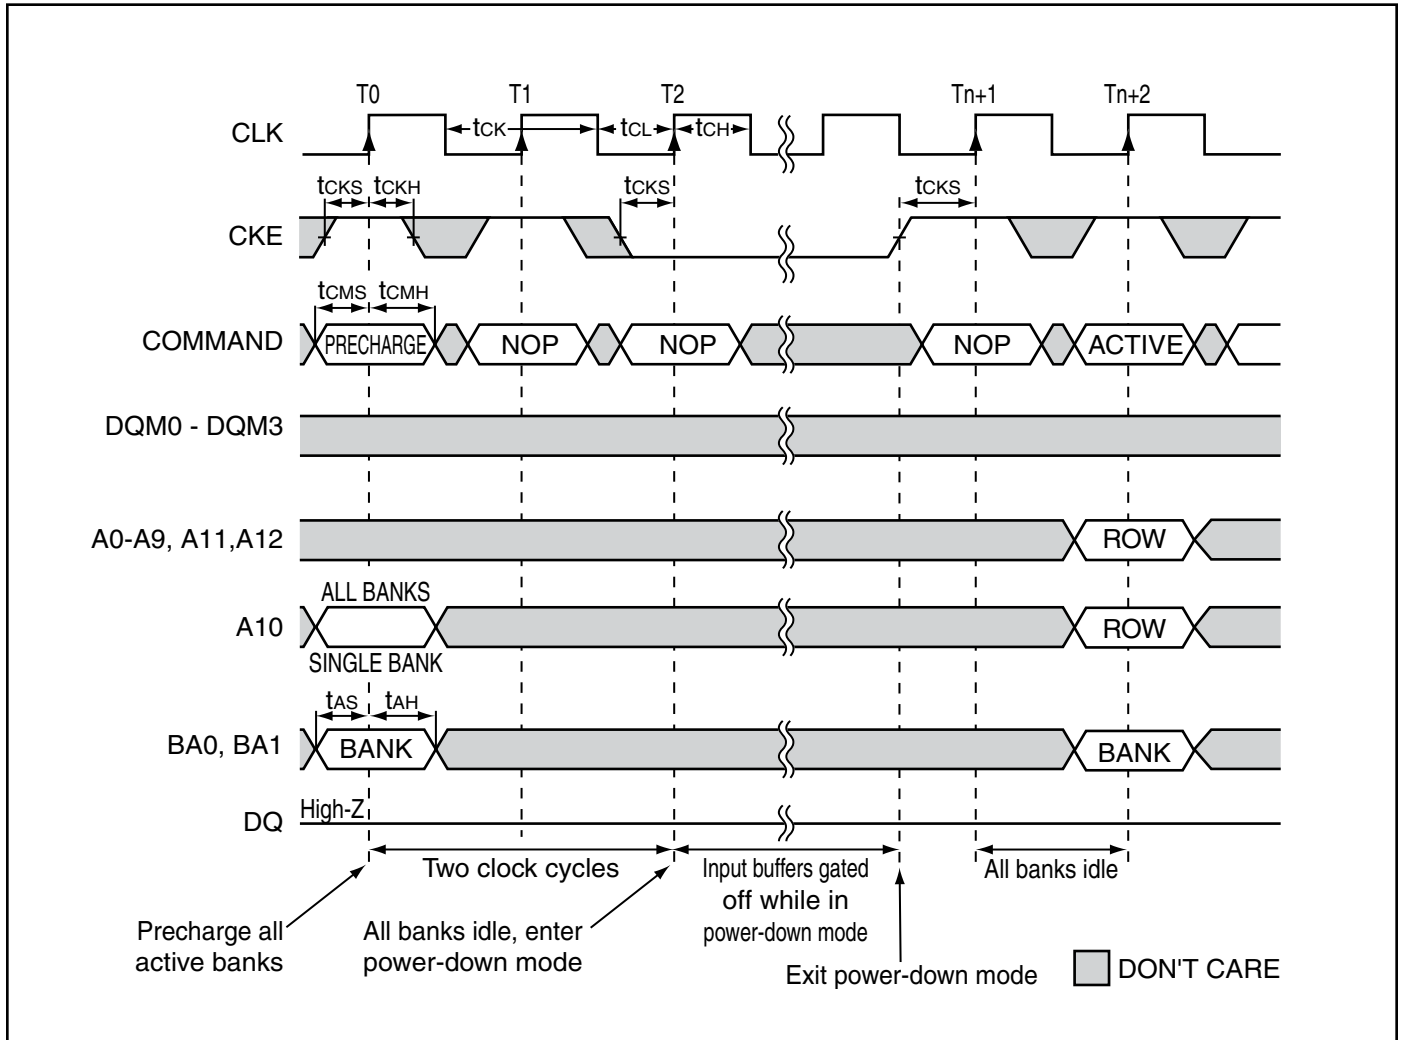 T0 T1 T2 Tn+1 Tn+2
CLK tCK tCL tCH
tCKS tCKH tCKS tCKS
CKE
tCMS tCMH
COMMAND PRECHARGE NOP NOP NOP ACTIVE
DQM0 - DQM3
A0-A9, A11,A12 ROW
ALL BANKS
A10 ROW
SINGLE BANK
tAS tAH
BA0, BA1 BANK BANK
High-Z
DQ
Two clock cycles
Input buffers gated
off while in
power-down mode
All banks idle
Precharge all
active banks
All banks idle, enter
power-down mode
Exit power-down mode
DON'T CARE